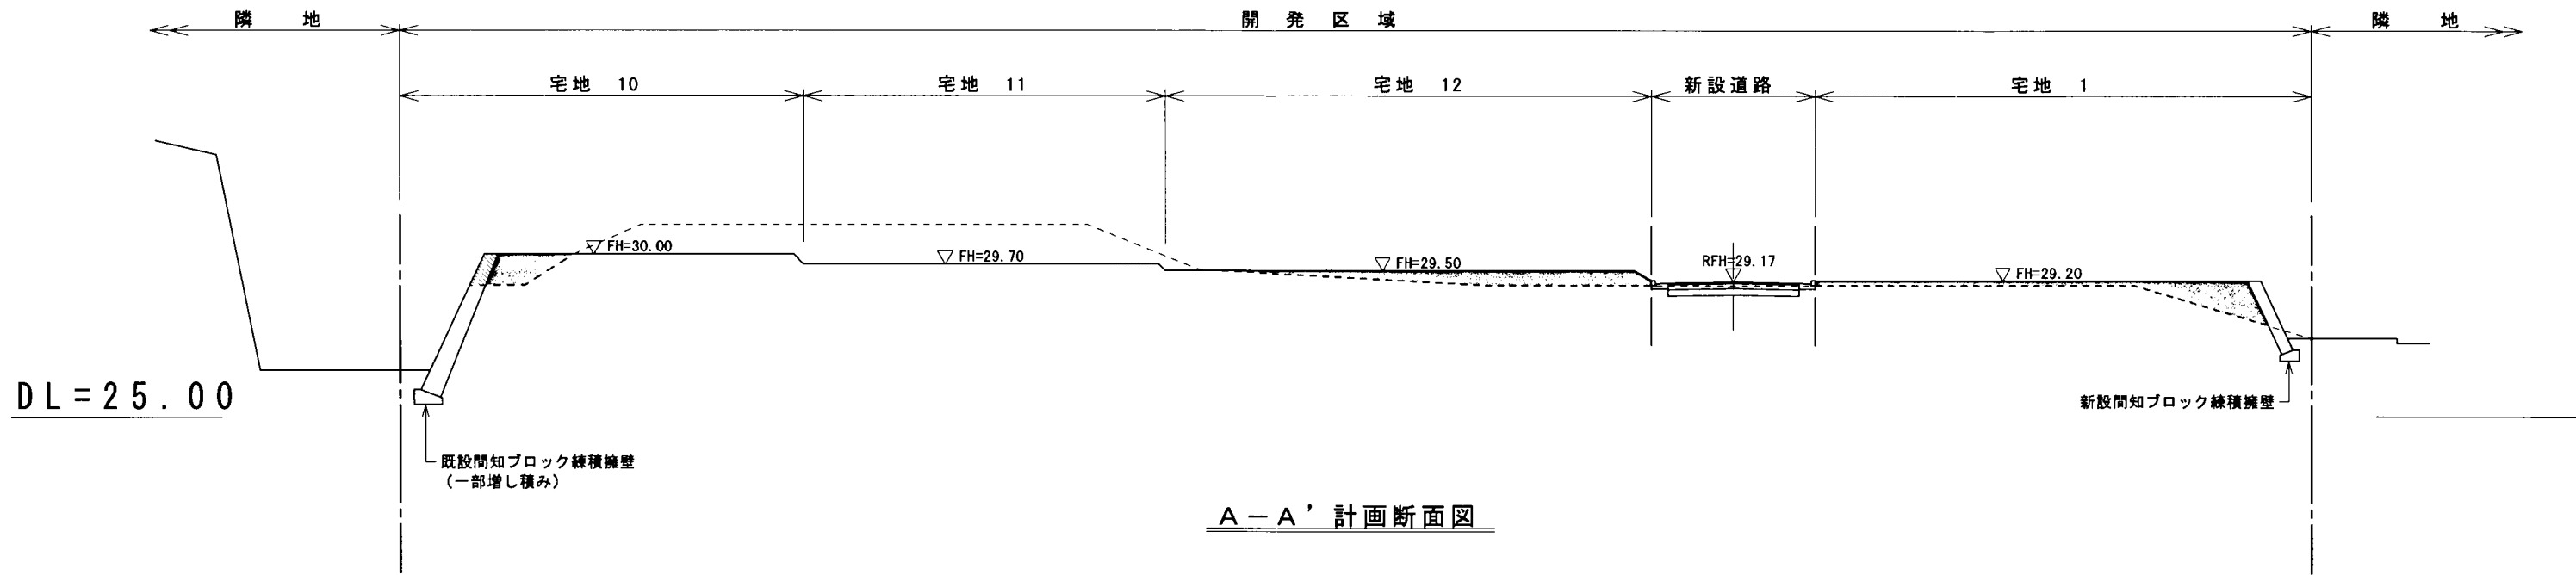 隣地
開発区域
隣地
宅地 10
宅地 11
宅地 12
新設道路
宅地 1
FH=30.00
FH=29.70
FH=29.50
RFH=29.17
FH=29.20
DL=25.00
新設間知ブロック練積擁壁
既設間知ブロック練積擁壁
(一部増し積み)
A-A'計画断面図